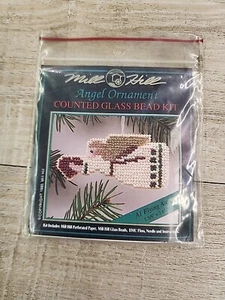 Mill Hill
Angel Ornament
COUNTED GLASS BEAD KIT
Kit Includes: Mill Hill Perforated Paper, Mill Hill Glass Beads, DMC Floss, Needle and